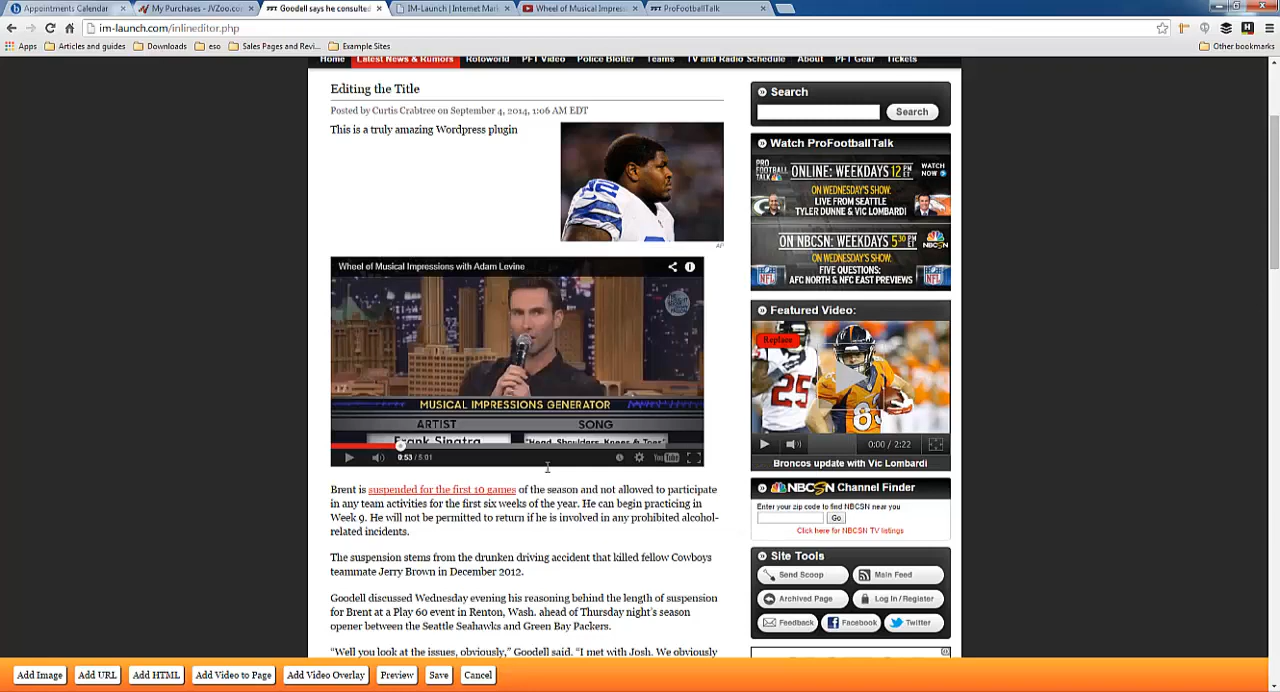 Appointments Calendar
My Purchases - JVZoo.co
Goodell says he consulted
IM-Launch | Internet Mark
Wheel of Musical Impress
ProFootballTalk
im-launch.com/inlineeditor.php
Apps Articles and guides Downloads eso Sales Pages and Revi... Example Sites Other bookmarks
Home Latest News & Rumors Rotoworld PFT Video Police Blotter Teams TV and Radio Schedule About PFT Gear Tickets
Editing the Title
Posted by Curtis Crabtree on September 4, 2014, 1:06 AM EDT
This is a truly amazing Wordpress plugin
AP
Wheel of Musical Impressions with Adam Levine
MUSICAL IMPRESSIONS GENERATOR
ARTIST SONG
Frank Sinatra "Head, Shoulders, Knees & Toes"
0:53 / 5:01
YouTube
Brent is suspended for the first 10 games of the season and not allowed to participate
in any team activities for the first six weeks of the year. He can begin practicing in
Week 9. He will not be permitted to return if he is involved in any prohibited alcohol-
related incidents.
The suspension stems from the drunken driving accident that killed fellow Cowboys
teammate Jerry Brown in December 2012.
Goodell discussed Wednesday evening his reasoning behind the length of suspension
for Brent at a Play 60 event in Renton, Wash. ahead of Thursday night's season
opener between the Seattle Seahawks and Green Bay Packers.
"Well you look at the issues, obviously," Goodell said. "I met with Josh. We obviously
Search
Search
Watch ProFootballTalk
PRO FOOTBALL TALK
ONLINE: WEEKDAYS 12 PM ET
WATCH NOW
ON WEDNESDAY'S SHOW:
LIVE FROM SEATTLE
TYLER DUNNE & VIC LOMBARDI
ON NBCSN: WEEKDAYS 5:30 PM ET
ON WEDNESDAY'S SHOW:
FIVE QUESTIONS:
AFC NORTH & NFC EAST PREVIEWS
Featured Video:
Replace
0:00 / 2:22
Broncos update with Vic Lombardi
NBCSN Channel Finder
Enter your zip code to find NBCSN near you
Go
Click here for NBCSN TV listings
Site Tools
Send Scoop Main Feed
Archived Page Log In/Register
Feedback Facebook Twitter
Add Image Add URL Add HTML Add Video to Page Add Video Overlay Preview Save Cancel